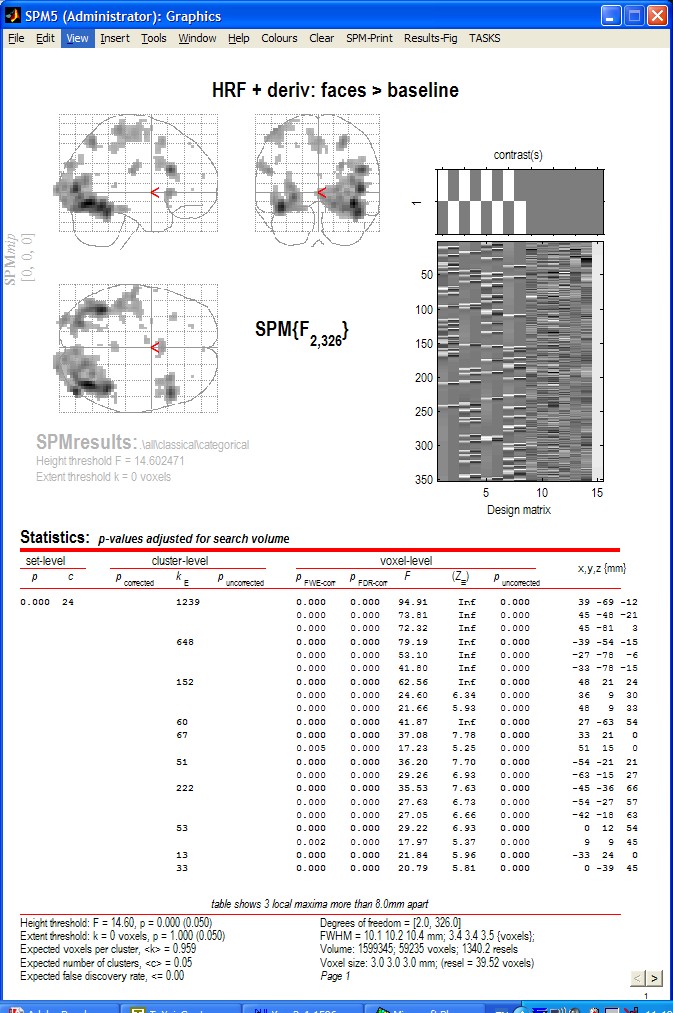 SPM5 (Administrator): Graphics
File Edit View Insert Tools Window Help Colours Clear SPM-Print Results-Fig TASKS
HRF + deriv: faces > baseline
SPMmip
[0, 0, 0]
<
<
<
SPM{F2,326}
contrast(s)
1
50
100
150
200
250
300
350
5 10 15
Design matrix
SPMresults: .\all\classical\categorical
Height threshold F = 14.602471
Extent threshold k = 0 voxels
Statistics: p-values adjusted for search volume
set-level cluster-level voxel-level x,y,z {mm}
p c p corrected k E p uncorrected p FWE-corr p FDR-corr F (Z≡) p uncorrected
0.000 24 1239 0.000 0.000 94.91 Inf 0.000 39 -69 -12
0.000 0.000 73.81 Inf 0.000 45 -48 -21
0.000 0.000 72.32 Inf 0.000 45 -81 3
648 0.000 0.000 79.19 Inf 0.000 -39 -54 -15
0.000 0.000 53.10 Inf 0.000 -27 -78 -6
0.000 0.000 41.80 Inf 0.000 -33 -78 -15
152 0.000 0.000 62.56 Inf 0.000 48 21 24
0.000 0.000 24.60 6.34 0.000 36 9 30
0.000 0.000 21.66 5.93 0.000 48 9 33
60 0.000 0.000 41.87 Inf 0.000 27 -63 54
67 0.000 0.000 37.08 7.78 0.000 33 21 0
0.005 0.000 17.23 5.25 0.000 51 15 0
51 0.000 0.000 36.20 7.70 0.000 -54 -21 21
0.000 0.000 29.26 6.93 0.000 -63 -15 27
222 0.000 0.000 35.53 7.63 0.000 -45 -36 66
0.000 0.000 27.63 6.73 0.000 -54 -27 57
0.000 0.000 27.05 6.66 0.000 -42 -18 63
53 0.000 0.000 29.22 6.93 0.000 0 12 54
0.002 0.000 17.97 5.37 0.000 9 9 45
13 0.000 0.000 21.84 5.96 0.000 -33 24 0
33 0.000 0.000 20.79 5.81 0.000 0 -39 45
table shows 3 local maxima more than 8.0mm apart
Height threshold: F = 14.60, p = 0.000 (0.050)
Extent threshold: k = 0 voxels, p = 1.000 (0.050)
Expected voxels per cluster, <k> = 0.959
Expected number of clusters, <c> = 0.05
Expected false discovery rate, <= 0.00
Degrees of freedom = [2.0, 326.0]
FWHM = 10.1 10.2 10.4 mm; 3.4 3.4 3.5 {voxels};
Volume: 1599345; 59235 voxels; 1340.2 resels
Voxel size: 3.0 3.0 3.0 mm; (resel = 39.52 voxels)
Page 1
< >
1